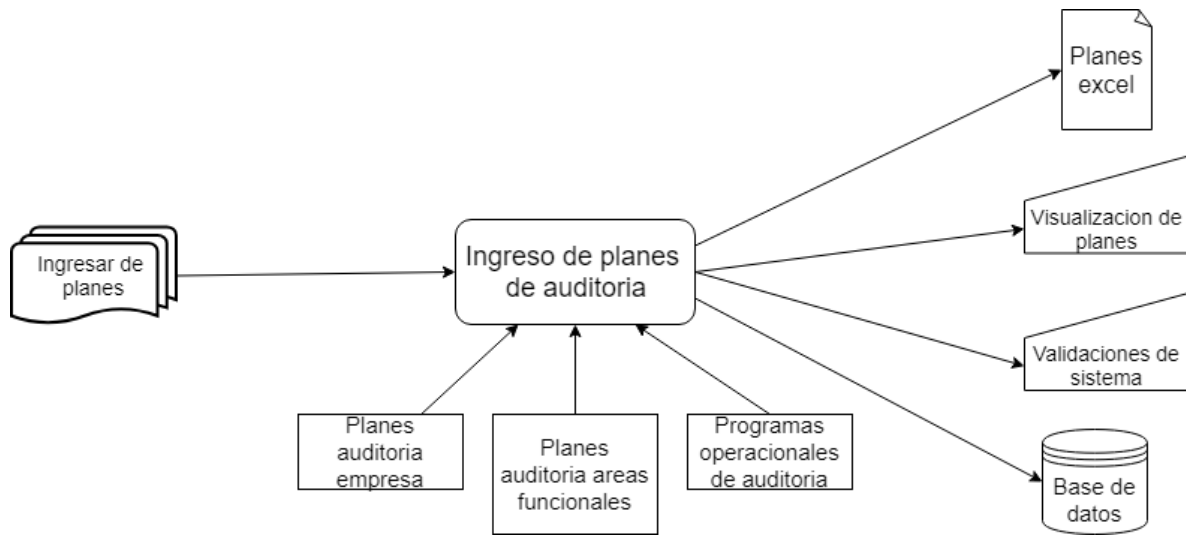 Planes
excel
Visualizacion de
planes
Ingresar de
planes
Ingreso de planes
de auditoria
Validaciones de
sistema
Planes
auditoria
empresa
Planes
auditoria areas
funcionales
Programas
operacionales
de auditoria
Base de
datos